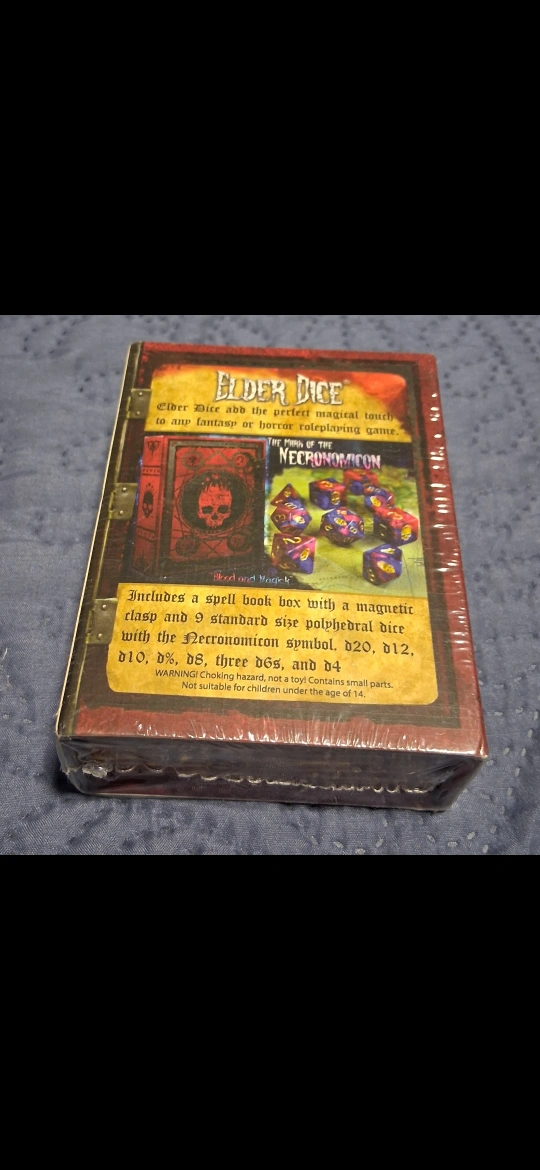 ELDER DICE™
Elder Dice add the perfect magical touch
to any fantasy or horror roleplaying game.
THE MARK OF THE
NECRONOMICON
"Blood and Magick"
Includes a spell book box with a magnetic
clasp and 9 standard size polyhedral dice
with the Necronomicon symbol. d20, d12,
d10, d%, d8, three d6s, and d4
WARNING! Choking hazard, not a toy! Contains small parts.
Not suitable for children under the age of 14.